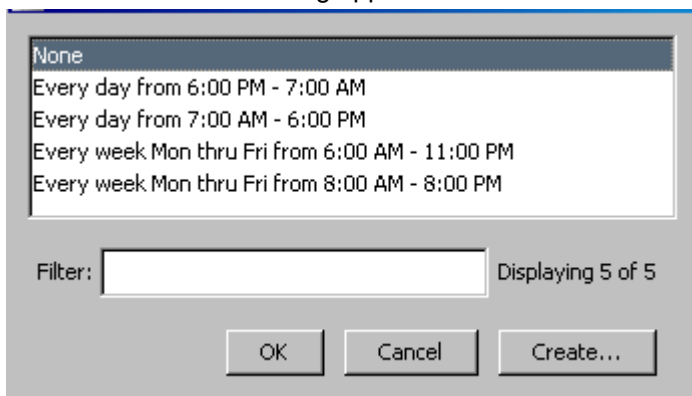 None
Every day from 6:00 PM - 7:00 AM
Every day from 7:00 AM - 6:00 PM
Every week Mon thru Fri from 6:00 AM - 11:00 PM
Every week Mon thru Fri from 8:00 AM - 8:00 PM
Filter: Displaying 5 of 5
OK Cancel Create...